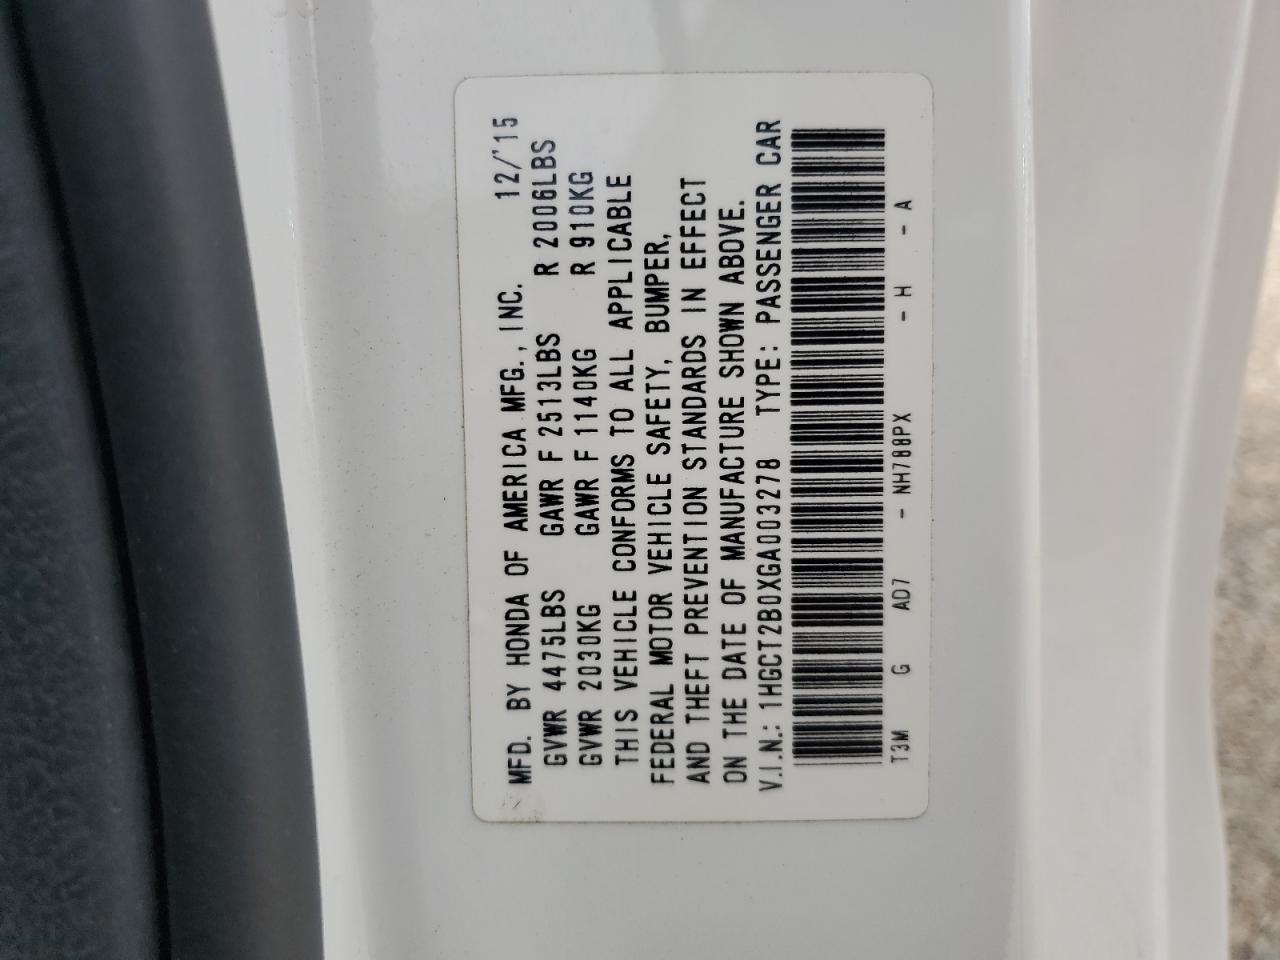 MFD. BY HONDA OF AMERICA MFG., INC. 12/'15
GVWR 4475LBS GAWR F 2513LBS R 2006LBS
GVWR 2030KG GAWR F 1140KG R 910KG
THIS VEHICLE CONFORMS TO ALL APPLICABLE
FEDERAL MOTOR VEHICLE SAFETY, BUMPER,
AND THEFT PREVENTION STANDARDS IN EFFECT
ON THE DATE OF MANUFACTURE SHOWN ABOVE.
V.I.N.: 1HGCT2B0XGA003278 TYPE: PASSENGER CAR
T3M G AD7 - NH788PX - H - A